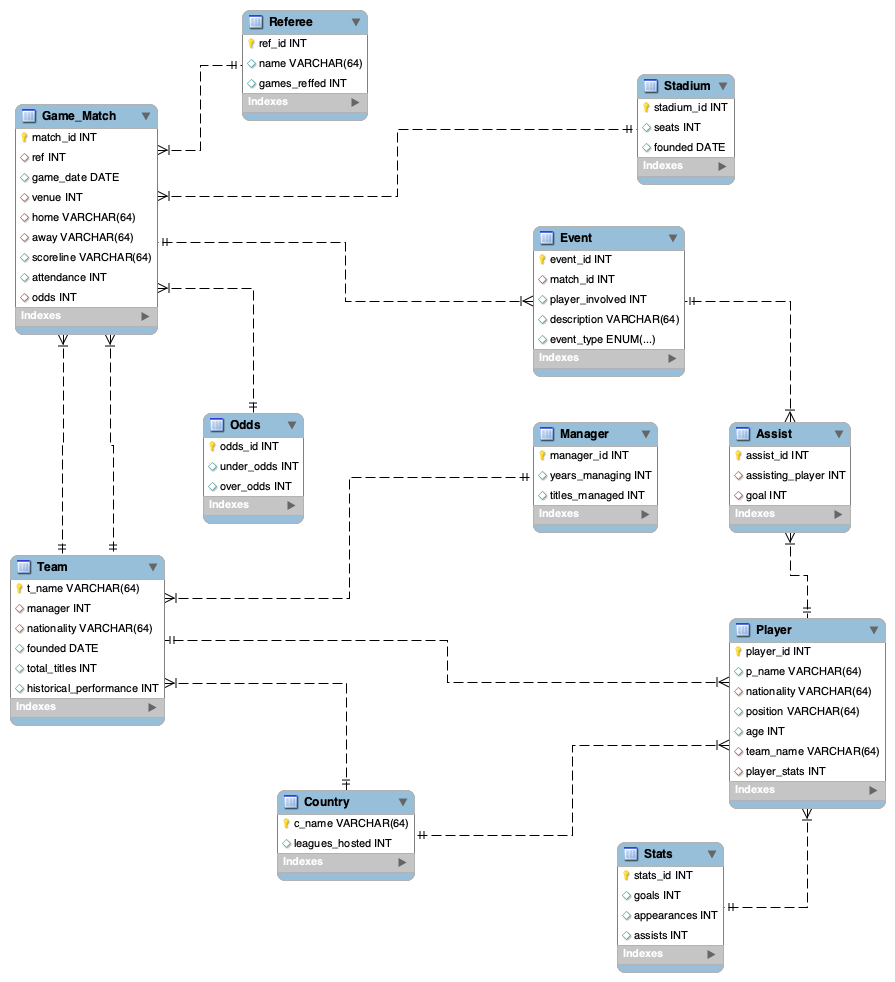 Referee
ref_id INT
name VARCHAR(64)
games_reffed INT
Indexes
Stadium
stadium_id INT
seats INT
founded DATE
Indexes
Game_Match
match_id INT
ref INT
game_date DATE
venue INT
home VARCHAR(64)
away VARCHAR(64)
scoreline VARCHAR(64)
attendance INT
odds INT
Indexes
Event
event_id INT
match_id INT
player_involved INT
description VARCHAR(64)
event_type ENUM(...)
Indexes
Odds
odds_id INT
under_odds INT
over_odds INT
Indexes
Manager
manager_id INT
years_managing INT
titles_managed INT
Indexes
Assist
assist_id INT
assisting_player INT
goal INT
Indexes
Team
t_name VARCHAR(64)
manager INT
nationality VARCHAR(64)
founded DATE
total_titles INT
historical_performance INT
Indexes
Player
player_id INT
p_name VARCHAR(64)
nationality VARCHAR(64)
position VARCHAR(64)
age INT
team_name VARCHAR(64)
player_stats INT
Indexes
Country
c_name VARCHAR(64)
leagues_hosted INT
Indexes
Stats
stats_id INT
goals INT
appearances INT
assists INT
Indexes